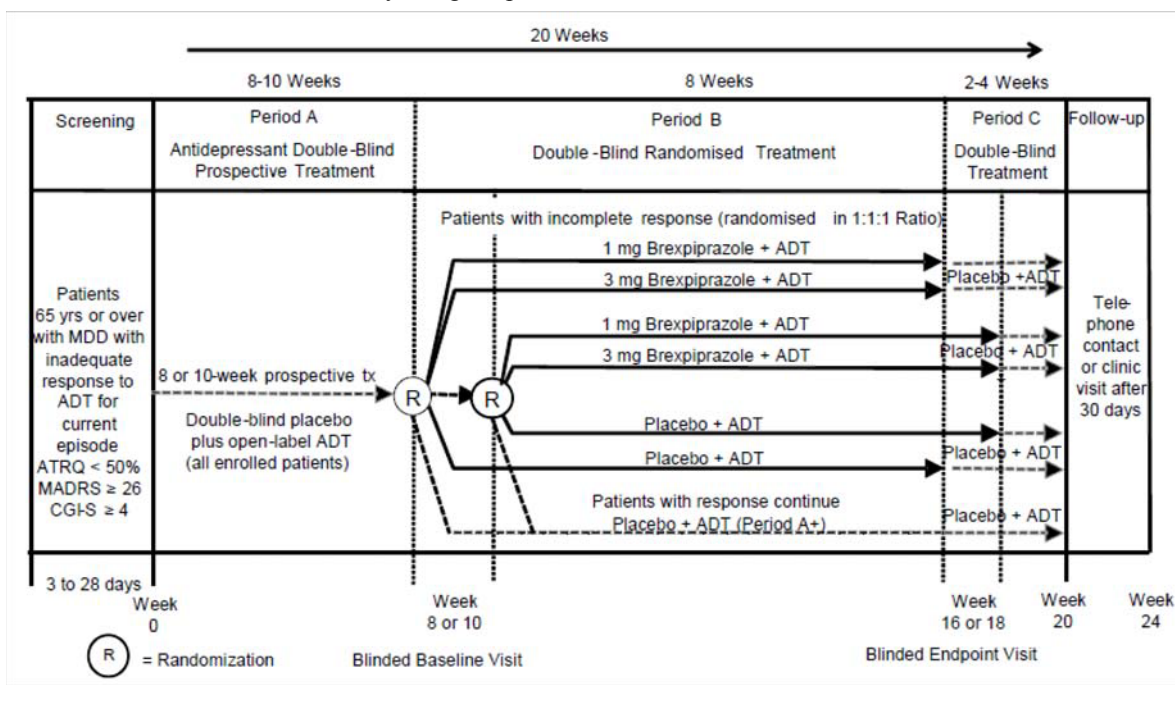 20 Weeks
8-10 Weeks
8 Weeks
2-4 Weeks
Screening
Period A
Antidepressant Double-Blind
Prospective Treatment
Period B
Double -Blind Randomised Treatment
Period C
Double-Blind
Treatment
Follow-up
Patients
65 yrs or over
with MDD with
inadequate
response to
ADT for
current
episode
ATRQ < 50%
MADRS ≥ 26
CGI-S ≥ 4
8 or 10-week prospective tx
Double-blind placebo
plus open-label ADT
(all enrolled patients)
R
R
Patients with incomplete response (randomised in 1:1:1 Ratio)
1 mg Brexpiprazole + ADT
3 mg Brexpiprazole + ADT
Placebo +ADT
1 mg Brexpiprazole + ADT
3 mg Brexpiprazole + ADT
Placebo + ADT
Placebo + ADT
Placebo + ADT
Placebo + ADT
Patients with response continue
Placebo + ADT (Period A+)
Placebo + ADT
Tele-
phone
contact
or clinic
visit after
30 days
3 to 28 days
Week
0
Week
8 or 10
Week
16 or 18
Week
20
Week
24
R
= Randomization
Blinded Baseline Visit
Blinded Endpoint Visit